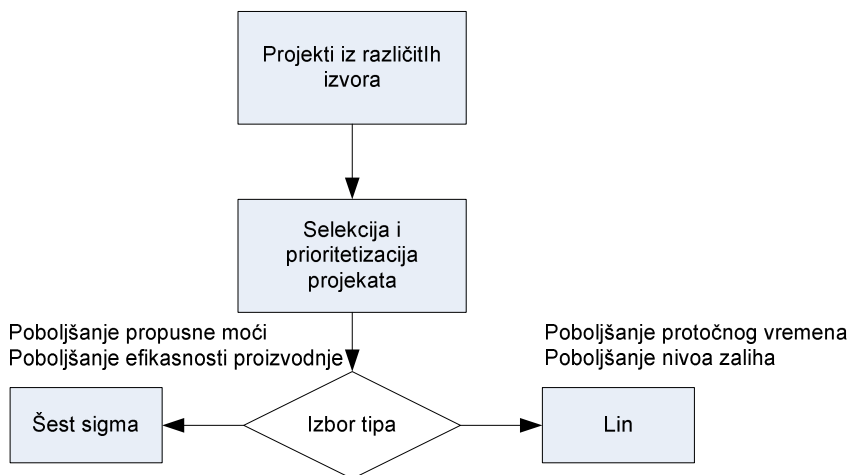 Projekti iz različitIh
izvora
Selekcija i
prioritetizacija
projekata
Poboljšanje propusne moći
Poboljšanje efikasnosti proizvodnje
Poboljšanje protočnog vremena
Poboljšanje nivoa zaliha
Šest sigma
Izbor tipa
Lin